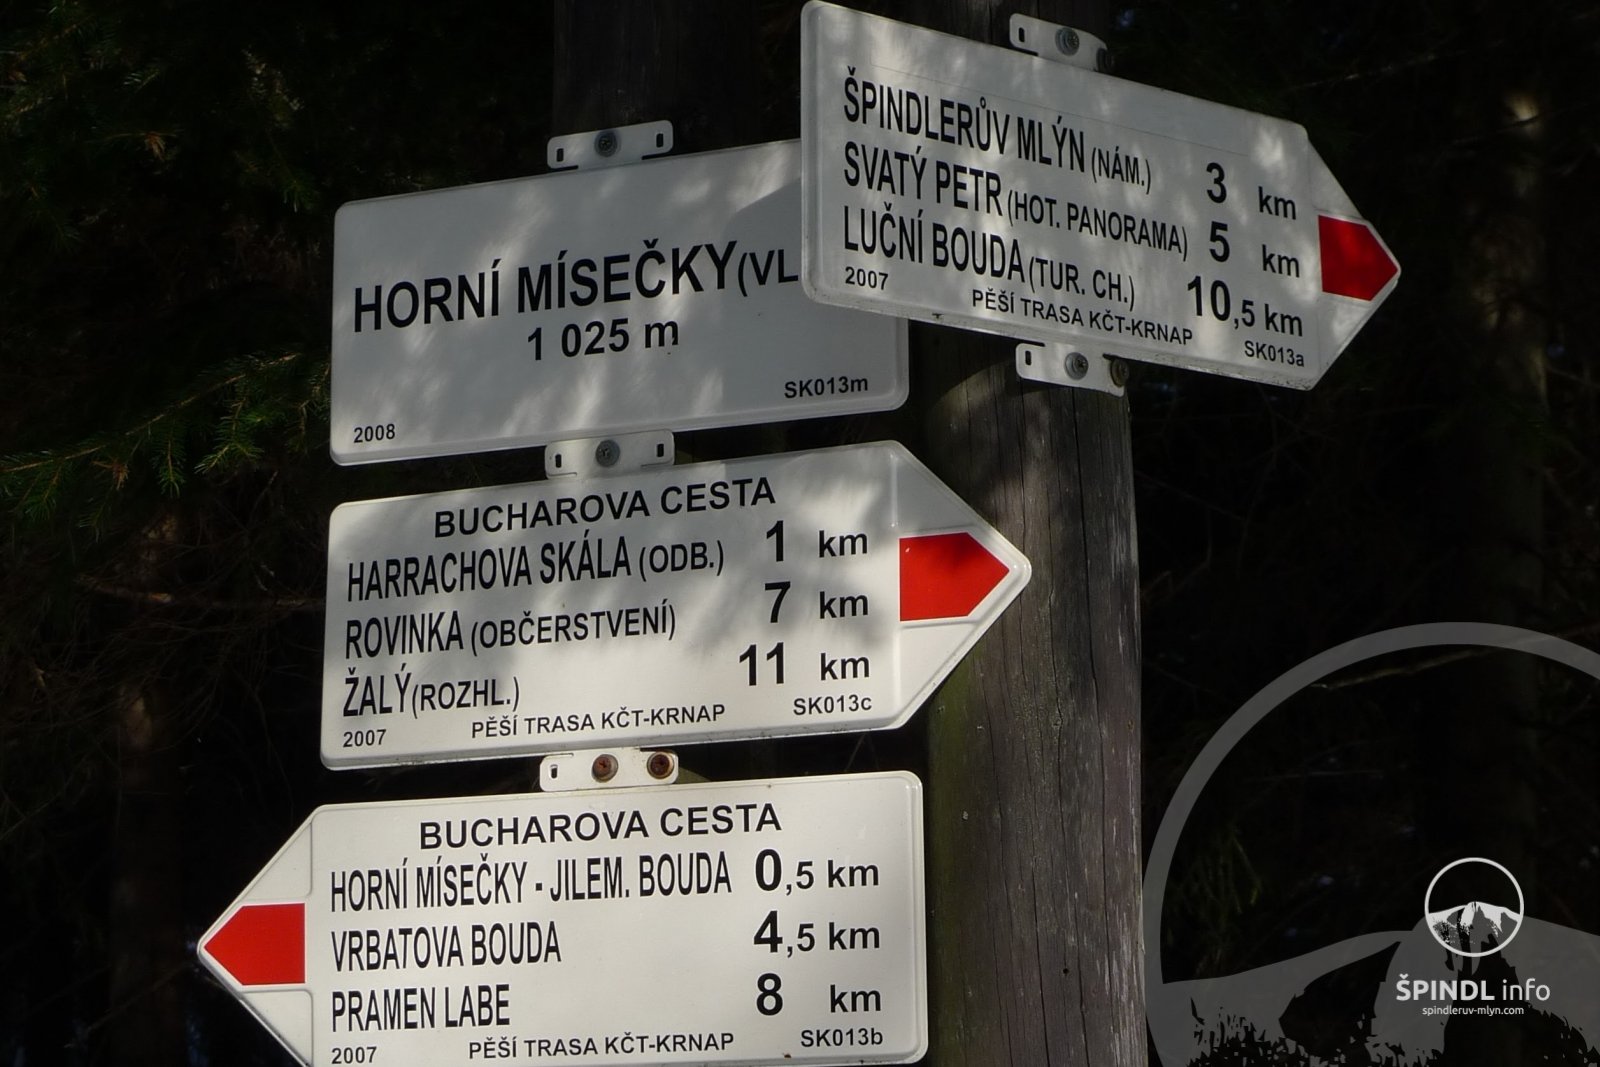 ŠPINDLERŮV MLÝN (NÁM.) 3 km
SVATÝ PETR (HOT. PANORAMA) 5 km
LUČNÍ BOUDA (TUR. CH.) 10,5 km
2007 PĚŠÍ TRASA KČT-KRNAP SK013a
HORNÍ MÍSEČKY (VL
1 025 m
2008 SK013m
BUCHAROVA CESTA
HARRACHOVA SKÁLA (ODB.) 1 km
ROVINKA (OBČERSTVENÍ) 7 km
ŽALÝ (ROZHL.) 11 km
2007 PĚŠÍ TRASA KČT-KRNAP SK013c
BUCHAROVA CESTA
HORNÍ MÍSEČKY - JILEM. BOUDA 0,5 km
VRBATOVA BOUDA 4,5 km
PRAMEN LABE 8 km
2007 PĚŠÍ TRASA KČT-KRNAP SK013b
ŠPINDL info
spindleruv-mlyn.com